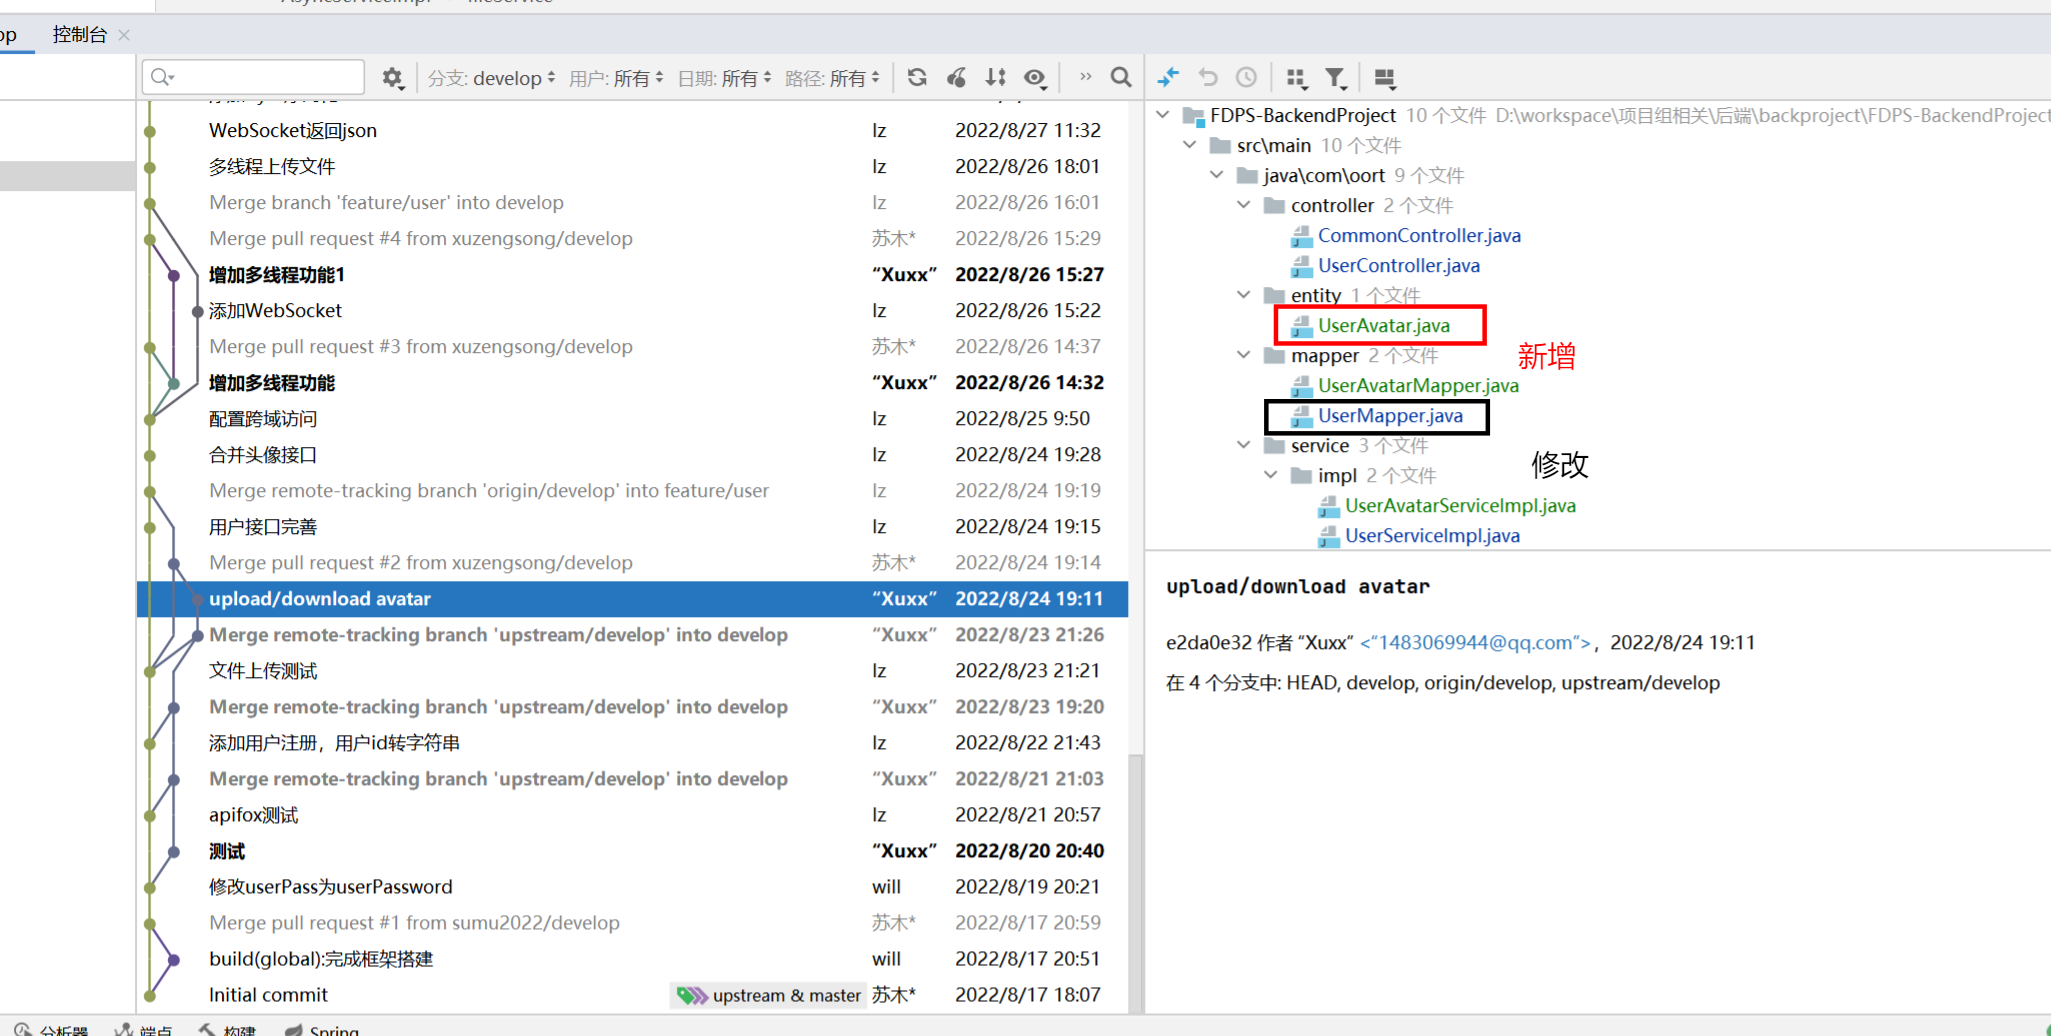 控制台
分支: develop 用户: 所有 日期: 所有 路径: 所有
WebSocket返回json lz 2022/8/27 11:32
多线程上传文件 lz 2022/8/26 18:01
Merge branch 'feature/user' into develop lz 2022/8/26 16:01
Merge pull request #4 from xuzengsong/develop 苏木* 2022/8/26 15:29
增加多线程功能1 “Xuxx” 2022/8/26 15:27
添加WebSocket lz 2022/8/26 15:22
Merge pull request #3 from xuzengsong/develop 苏木* 2022/8/26 14:37
增加多线程功能 “Xuxx” 2022/8/26 14:32
配置跨域访问 lz 2022/8/25 9:50
合并头像接口 lz 2022/8/24 19:28
Merge remote-tracking branch 'origin/develop' into feature/user lz 2022/8/24 19:19
用户接口完善 lz 2022/8/24 19:15
Merge pull request #2 from xuzengsong/develop 苏木* 2022/8/24 19:14
upload/download avatar “Xuxx” 2022/8/24 19:11
Merge remote-tracking branch 'upstream/develop' into develop “Xuxx” 2022/8/23 21:26
文件上传测试 lz 2022/8/23 21:21
Merge remote-tracking branch 'upstream/develop' into develop “Xuxx” 2022/8/23 19:20
添加用户注册，用户id转字符串 lz 2022/8/22 21:43
Merge remote-tracking branch 'upstream/develop' into develop “Xuxx” 2022/8/21 21:03
apifox测试 lz 2022/8/21 20:57
测试 “Xuxx” 2022/8/20 20:40
修改userPass为userPassword will 2022/8/19 20:21
Merge pull request #1 from sumu2022/develop 苏木* 2022/8/17 20:59
build(global):完成框架搭建 will 2022/8/17 20:51
Initial commit upstream & master 苏木* 2022/8/17 18:07
FDPS-BackendProject 10 个文件 D:\workspace\项目组相关\后端\backproject\FDPS-BackendProject
src\main 10 个文件
java\com\oort 9 个文件
controller 2 个文件
CommonController.java
UserController.java
entity 1 个文件
UserAvatar.java
新增
mapper 2 个文件
UserAvatarMapper.java
UserMapper.java
service 3 个文件
修改
impl 2 个文件
UserAvatarServiceImpl.java
UserServiceImpl.java
upload/download avatar
e2da0e32 作者 “Xuxx” <“1483069944@qq.com”>，2022/8/24 19:11
在 4 个分支中: HEAD, develop, origin/develop, upstream/develop
分析器 端点 构建 Spring